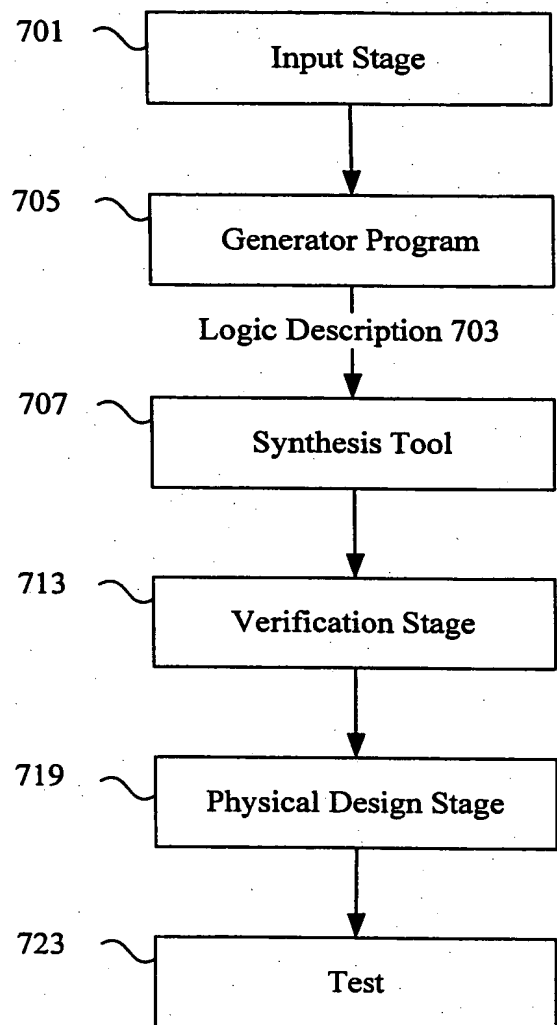 701
Input Stage
705
Generator Program
Logic Description 703
707
Synthesis Tool
713
Verification Stage
719
Physical Design Stage
723
Test